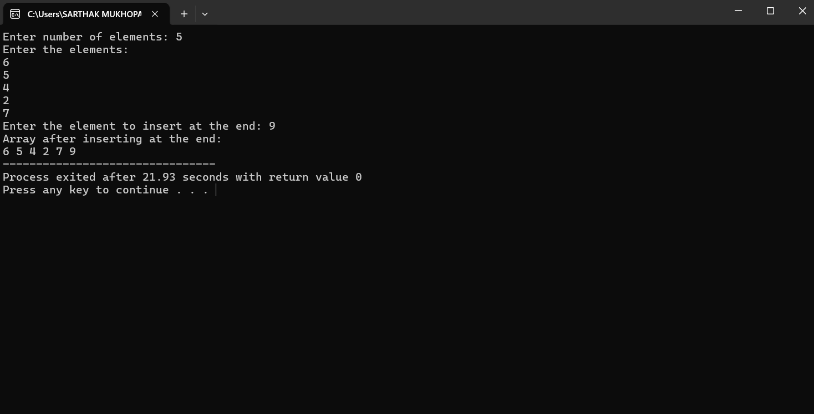 C:\Users\SARTHAK MUKHOPA
Enter number of elements: 5
Enter the elements:
6
5
4
2
7
Enter the element to insert at the end: 9
Array after inserting at the end:
6 5 4 2 7 9
--------------------------------
Process exited after 21.93 seconds with return value 0
Press any key to continue . . .